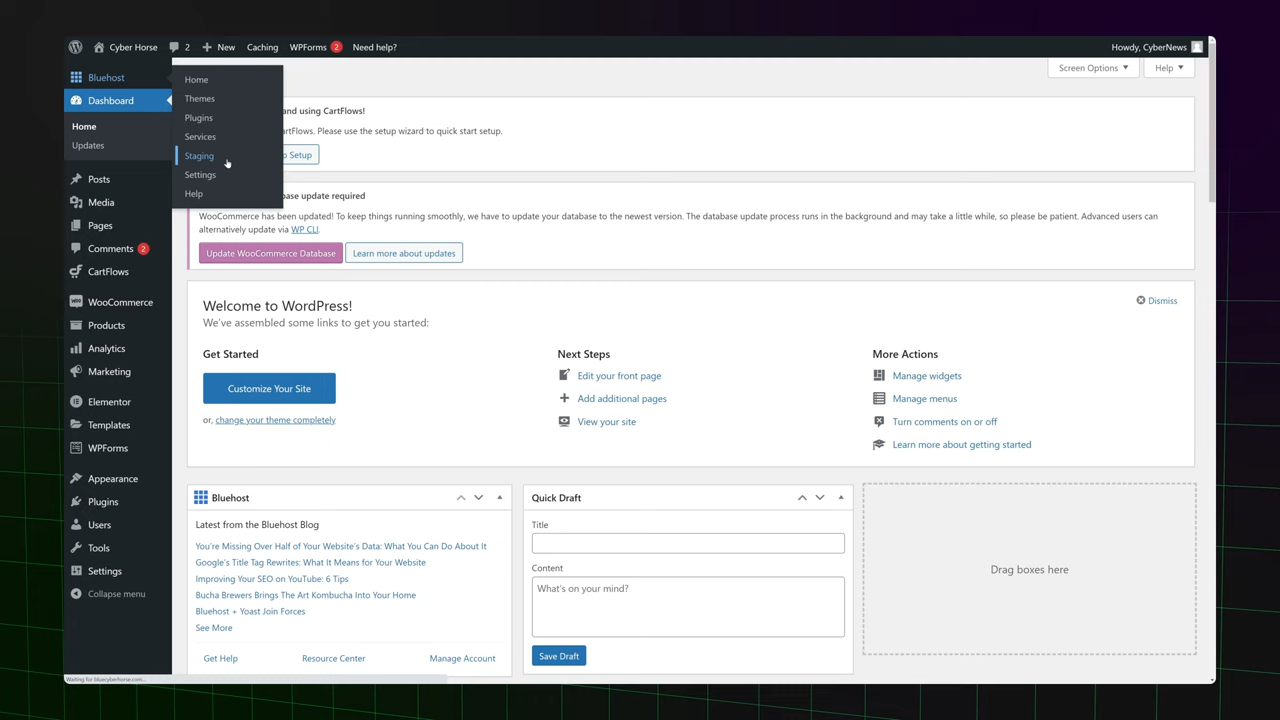 Cyber Horse
2
New
Caching
WPForms 2
Need help?
Howdy, CyberNews
Bluehost
Dashboard
Home
Updates
Posts
Media
Pages
Comments 2
CartFlows
WooCommerce
Products
Analytics
Marketing
Elementor
Templates
WPForms
Appearance
Plugins
Users
Tools
Settings
Collapse menu
Home
Themes
Plugins
Services
Staging
Settings
Help
Screen Options
Help
and using CartFlows!
artFlows. Please use the setup wizard to quick start setup.
Setup
base update required
WooCommerce has been updated! To keep things running smoothly, we have to update your database to the newest version. The database update process runs in the background and may take a little while, so please be patient. Advanced users can
alternatively update via WP CLI.
Update WooCommerce Database
Learn more about updates
Welcome to WordPress!
We've assembled some links to get you started:
Dismiss
Get Started
Customize Your Site
or, change your theme completely
Next Steps
Edit your front page
Add additional pages
View your site
More Actions
Manage widgets
Manage menus
Turn comments on or off
Learn more about getting started
Bluehost
Latest from the Bluehost Blog
You're Missing Over Half of Your Website's Data: What You Can Do About It
Google's Title Tag Rewrites: What It Means for Your Website
Improving Your SEO on YouTube: 6 Tips
Bucha Brewers Brings The Art Kombucha Into Your Home
Bluehost + Yoast Join Forces
See More
Get Help
Resource Center
Manage Account
Quick Draft
Title
Content
What's on your mind?
Save Draft
Drag boxes here
Waiting for bluecyberhorse.com...